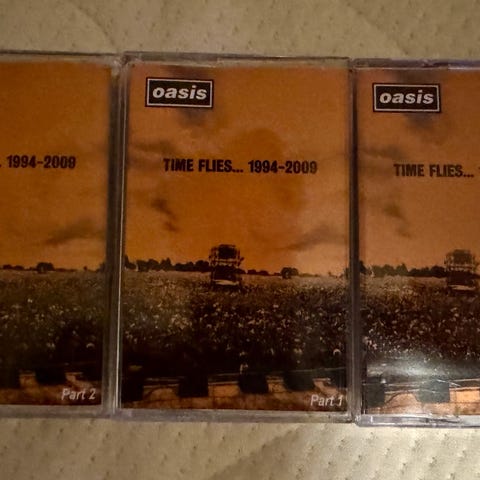 . 1994-2009
Part 2
oasis
TIME FLIES... 1994-2009
Part 1
oasis
TIME FLIES...